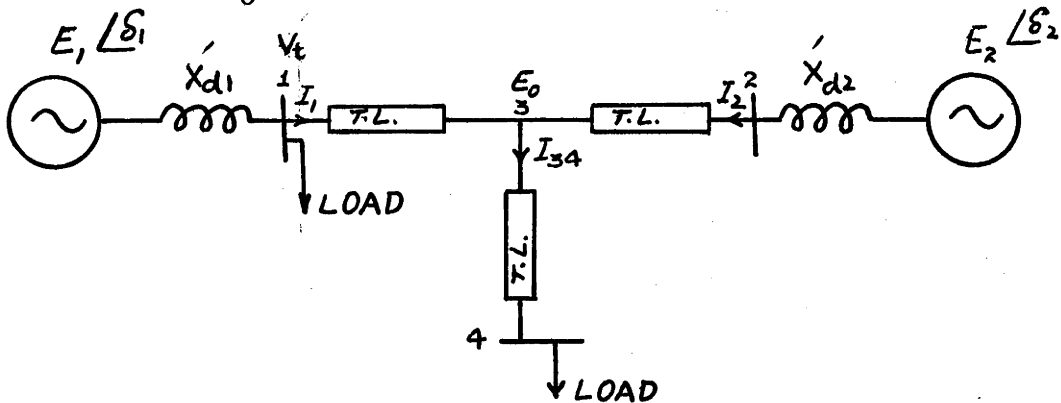 E₁ ∠δ₁
X'd1
Vt
1
I₁
T.L.
E₀
3
T.L.
I₂
2
X'd2
E₂ ∠δ₂
I₃₄
LOAD
T.L.
4
LOAD